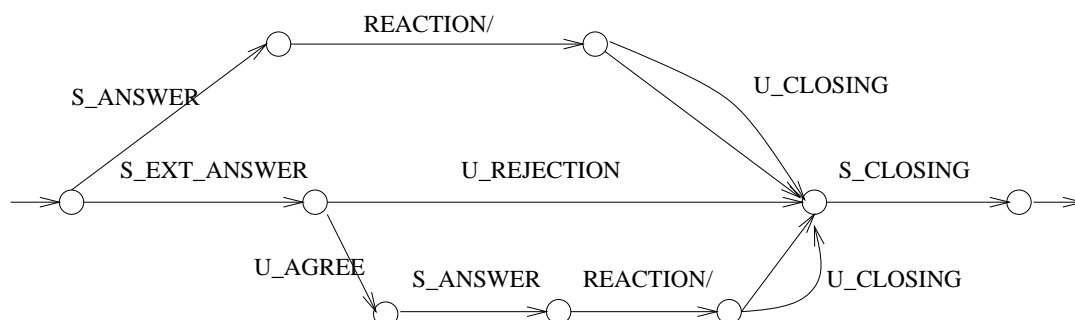 REACTION/
S_ANSWER
U_CLOSING
S_EXT_ANSWER
U_REJECTION
S_CLOSING
U_AGREE
S_ANSWER
REACTION/
U_CLOSING